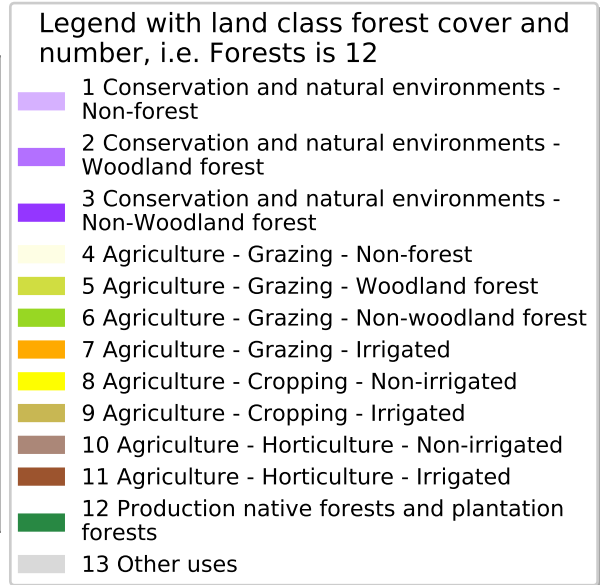 Legend with land class forest cover and
number, i.e. Forests is 12
1 Conservation and natural environments -
Non-forest
2 Conservation and natural environments -
Woodland forest
3 Conservation and natural environments -
Non-Woodland forest
4 Agriculture - Grazing - Non-forest
5 Agriculture - Grazing - Woodland forest
6 Agriculture - Grazing - Non-woodland forest
7 Agriculture - Grazing - Irrigated
8 Agriculture - Cropping - Non-irrigated
9 Agriculture - Cropping - Irrigated
10 Agriculture - Horticulture - Non-irrigated
11 Agriculture - Horticulture - Irrigated
12 Production native forests and plantation
forests
13 Other uses